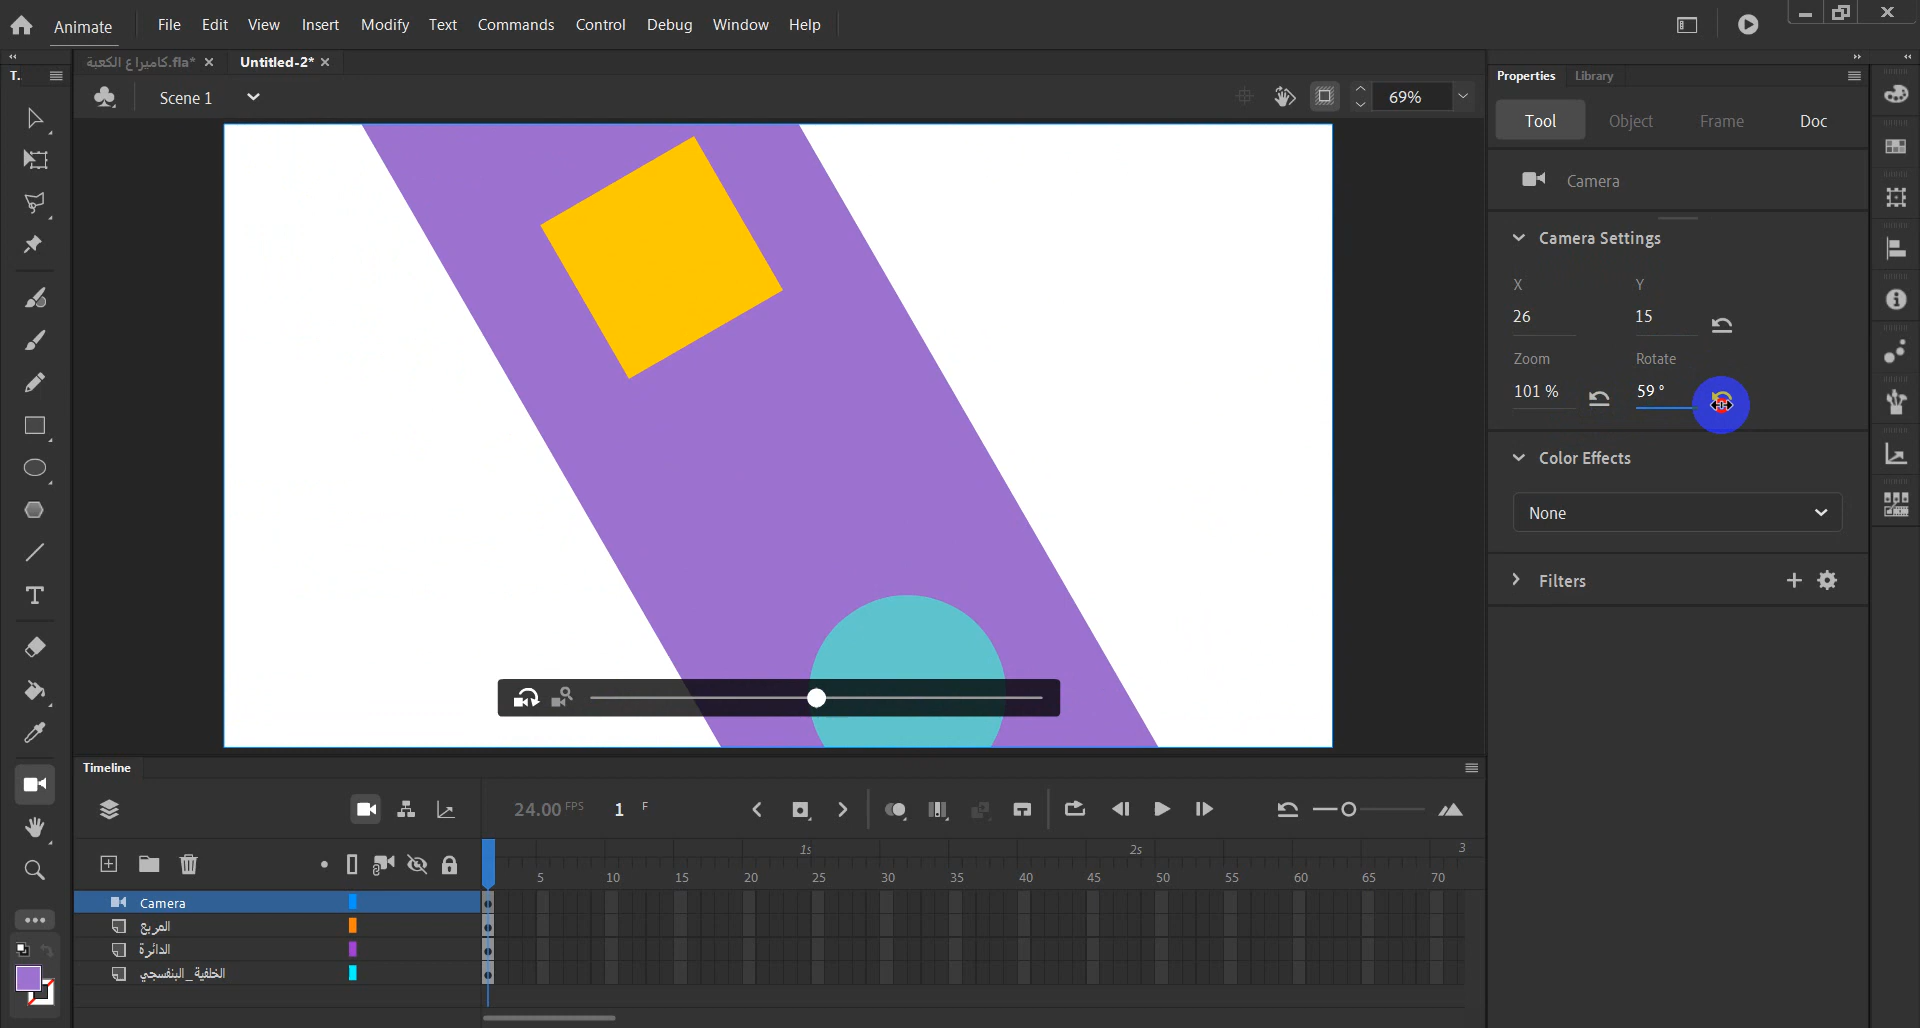 Animate File Edit View Insert Modify Text Commands Control Debug Window Help
كاميرا ع الكعبة.fla* Untitled-2*
T. Properties Library
Scene 1 69%
Tool Object Frame Doc
Camera
Camera Settings
X Y
26 15
Zoom Rotate
101 % 59 °
Color Effects
None
Filters
T
Timeline
24.00 FPS 1 F
1s 2s 3
5 10 15 20 25 30 35 40 45 50 55 60 65 70
Camera
المربع
الدائرة
الخلفية_البنفسجي